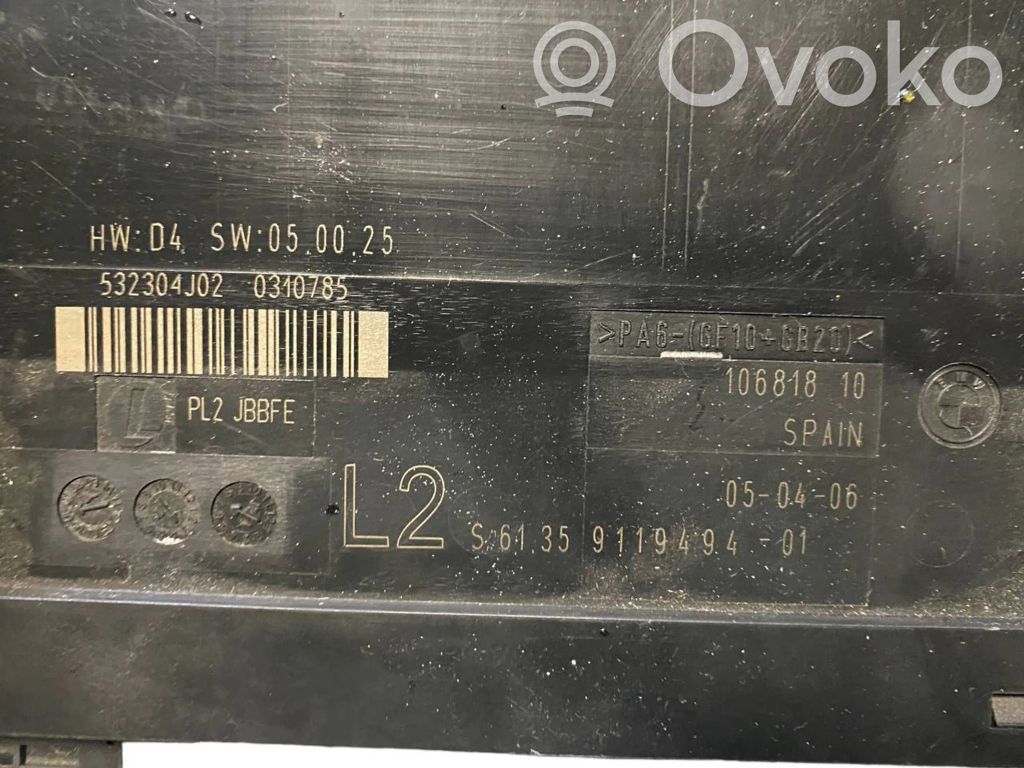 Ovoko
HW:D4 SW:05.00.25
532304J02 0310785
>PA6-(GF10+GB20)<
106818 10
SPAIN
PL2 JBBFE
L2
05-04-06
S 61.35 9119494-01
BMW